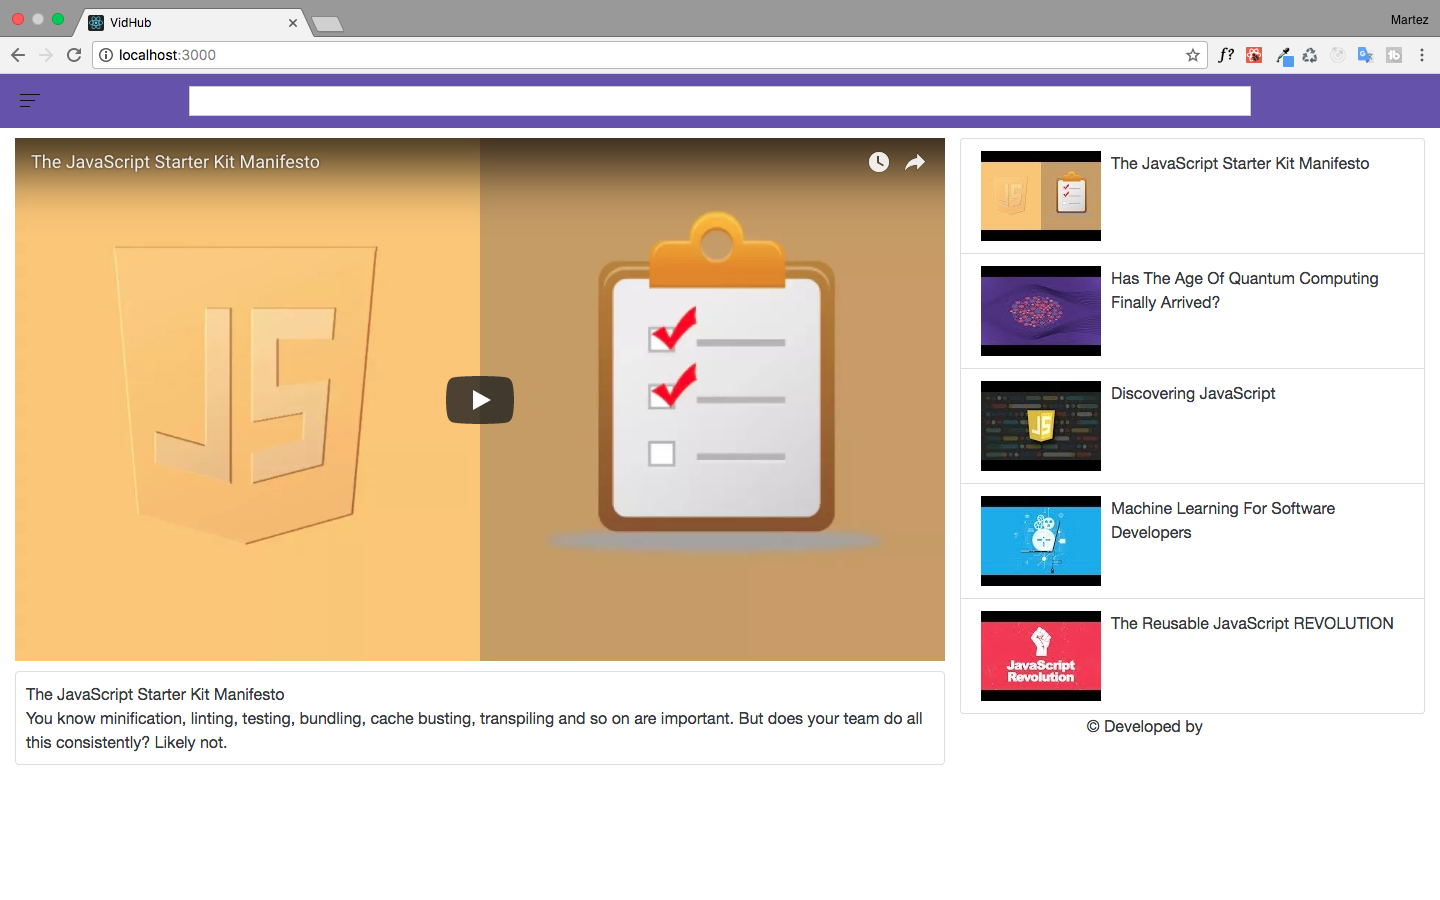 VidHub
Martez
localhost:3000
f?
The JavaScript Starter Kit Manifesto
JS
The JavaScript Starter Kit Manifesto
You know minification, linting, testing, bundling, cache busting, transpiling and so on are important. But does your team do all
this consistently? Likely not.
JS
The JavaScript Starter Kit Manifesto
Has The Age Of Quantum Computing
Finally Arrived?
JS
Discovering JavaScript
Machine Learning For Software
Developers
JavaScript
Revolution
The Reusable JavaScript REVOLUTION
© Developed by